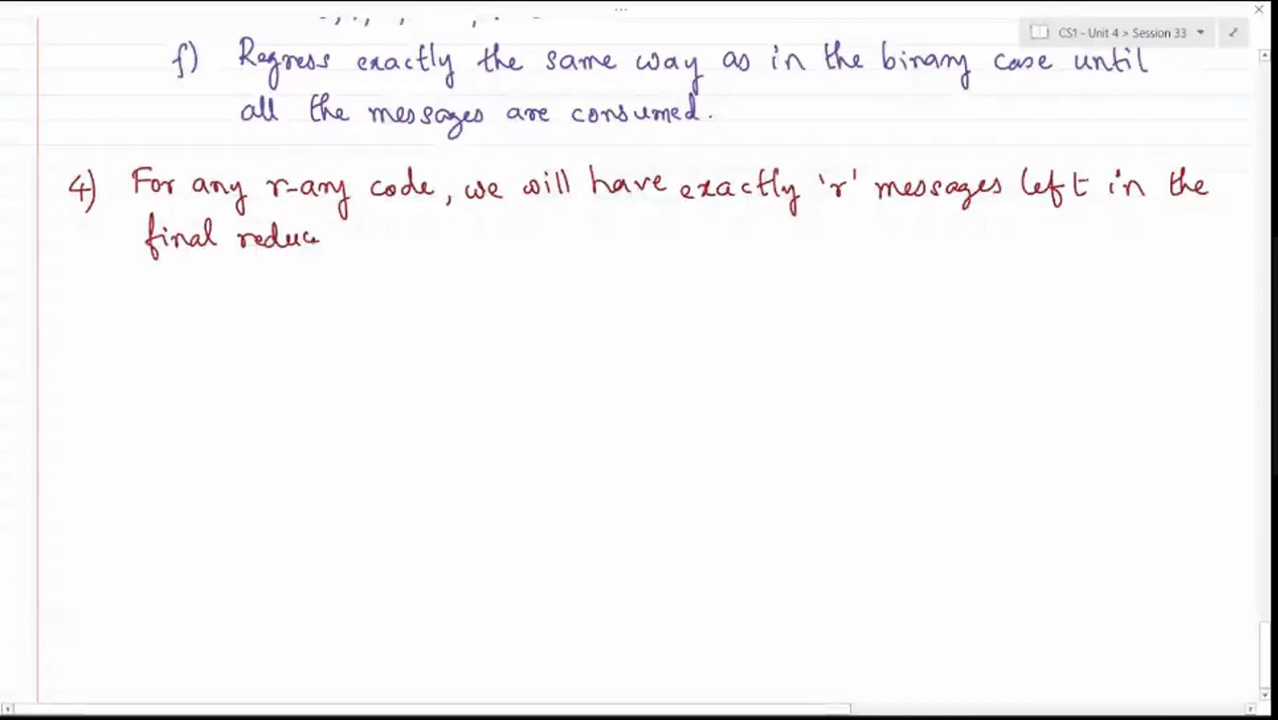 CS1 - Unit 4 > Session 33
f) Regress exactly the same way as in the binary case until
all the messages are consumed.
4) For any r-any code, we will have exactly 'r' messages left in the
final reduc